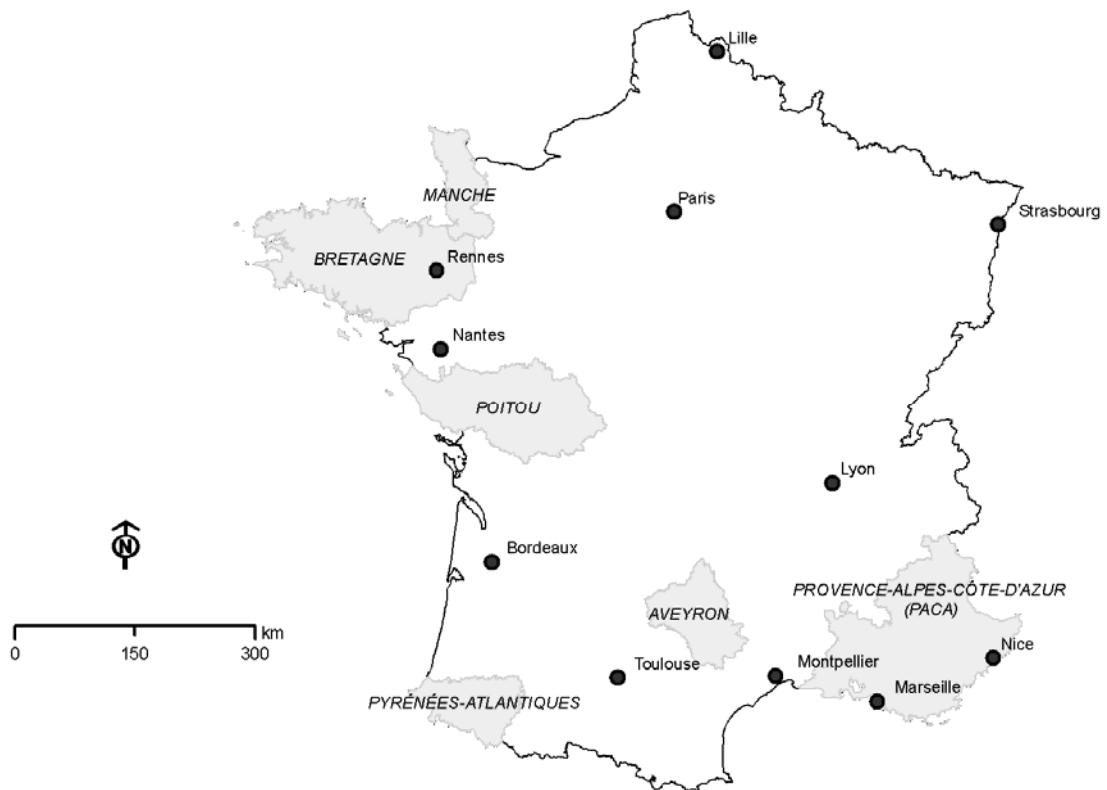 Lille
MANCHE
Paris
Strasbourg
BRETAGNE
Rennes
Nantes
POITOU
Lyon
N
Bordeaux
PROVENCE-ALPES-CÔTE-D'AZUR
(PACA)
AVEYRON
km
0 150 300
Nice
Toulouse
Montpellier
Marseille
PYRÉNÉES-ATLANTIQUES